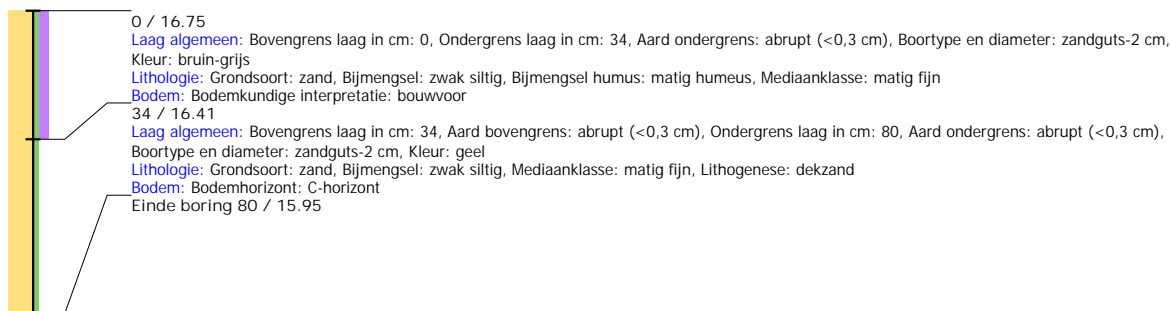 0 / 16.75
Laag algemeen: Bovengrens laag in cm: 0, Ondergrens laag in cm: 34, Aard ondergrens: abrupt (<0,3 cm), Boortype en diameter: zandguts-2 cm,
Kleur: bruin-grijs
Lithologie: Grondsoort: zand, Bijmengsel: zwak siltig, Bijmengsel humus: matig humeus, Mediaanklasse: matig fijn
Bodem: Bodemkundige interpretatie: bouwvoor
34 / 16.41
Laag algemeen: Bovengrens laag in cm: 34, Aard bovengrens: abrupt (<0,3 cm), Ondergrens laag in cm: 80, Aard ondergrens: abrupt (<0,3 cm),
Boortype en diameter: zandguts-2 cm, Kleur: geel
Lithologie: Grondsoort: zand, Bijmengsel: zwak siltig, Mediaanklasse: matig fijn, Lithogenese: dekzand
Bodem: Bodemhorizont: C-horizont
Einde boring 80 / 15.95